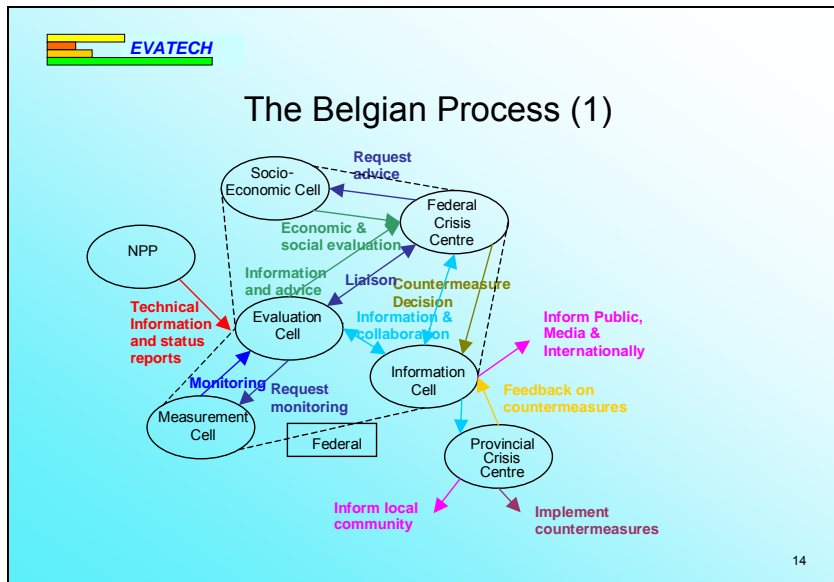 EVATECH
The Belgian Process (1)
Socio-
Economic Cell
Request
advice
Federal
Crisis
Centre
Economic &
social evaluation
NPP
Information
and advice
Liaison
Countermeasure
Decision
Technical
Information
and status
reports
Evaluation
Cell
Information &
collaboration
Inform Public,
Media &
Internationally
Information
Cell
Monitoring
Request
monitoring
Feedback on
countermeasures
Measurement
Cell
Federal
Provincial
Crisis
Centre
Inform local
community
Implement
countermeasures
14